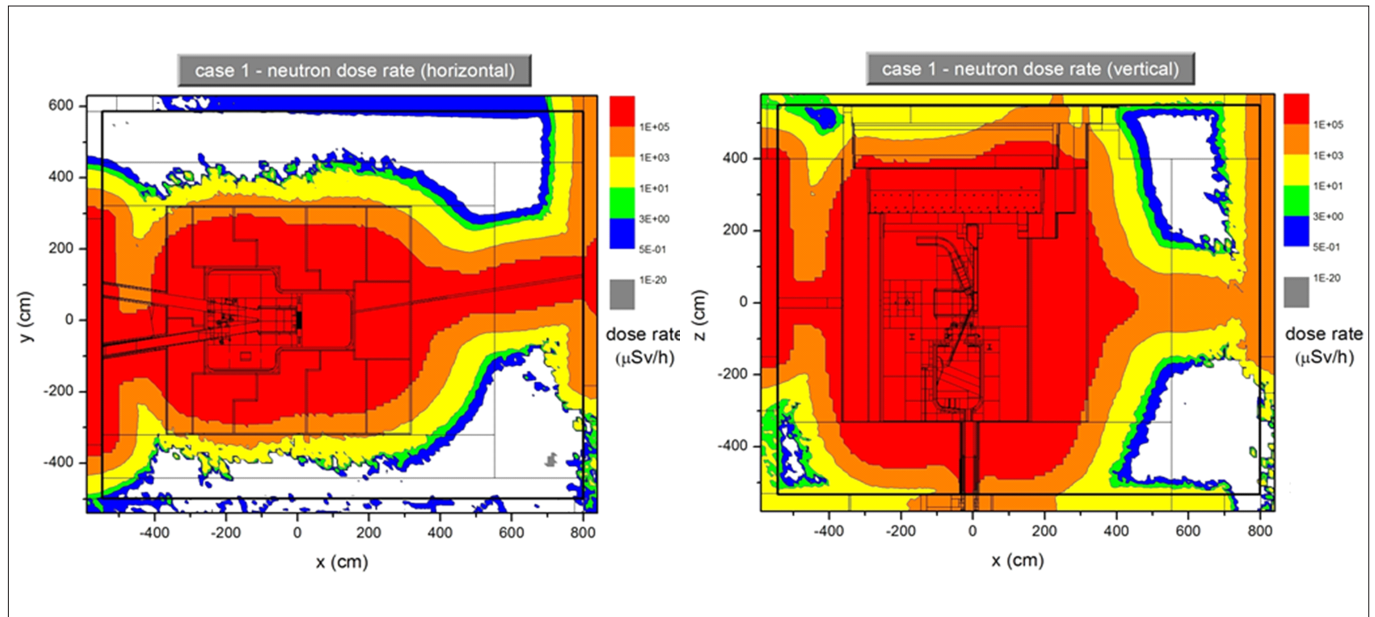 case 1 - neutron dose rate (horizontal)
600
400
200
0
-200
-400
y (cm)
-400
-200
0
200
400
600
800
x (cm)
1E+05
1E+03
1E+01
3E+00
5E-01
1E-20
dose rate
(μSv/h)
case 1 - neutron dose rate (vertical)
400
200
0
-200
-400
z (cm)
-400
-200
0
200
400
600
800
x (cm)
1E+05
1E+03
1E+01
3E+00
5E-01
1E-20
dose rate
(μSv/h)